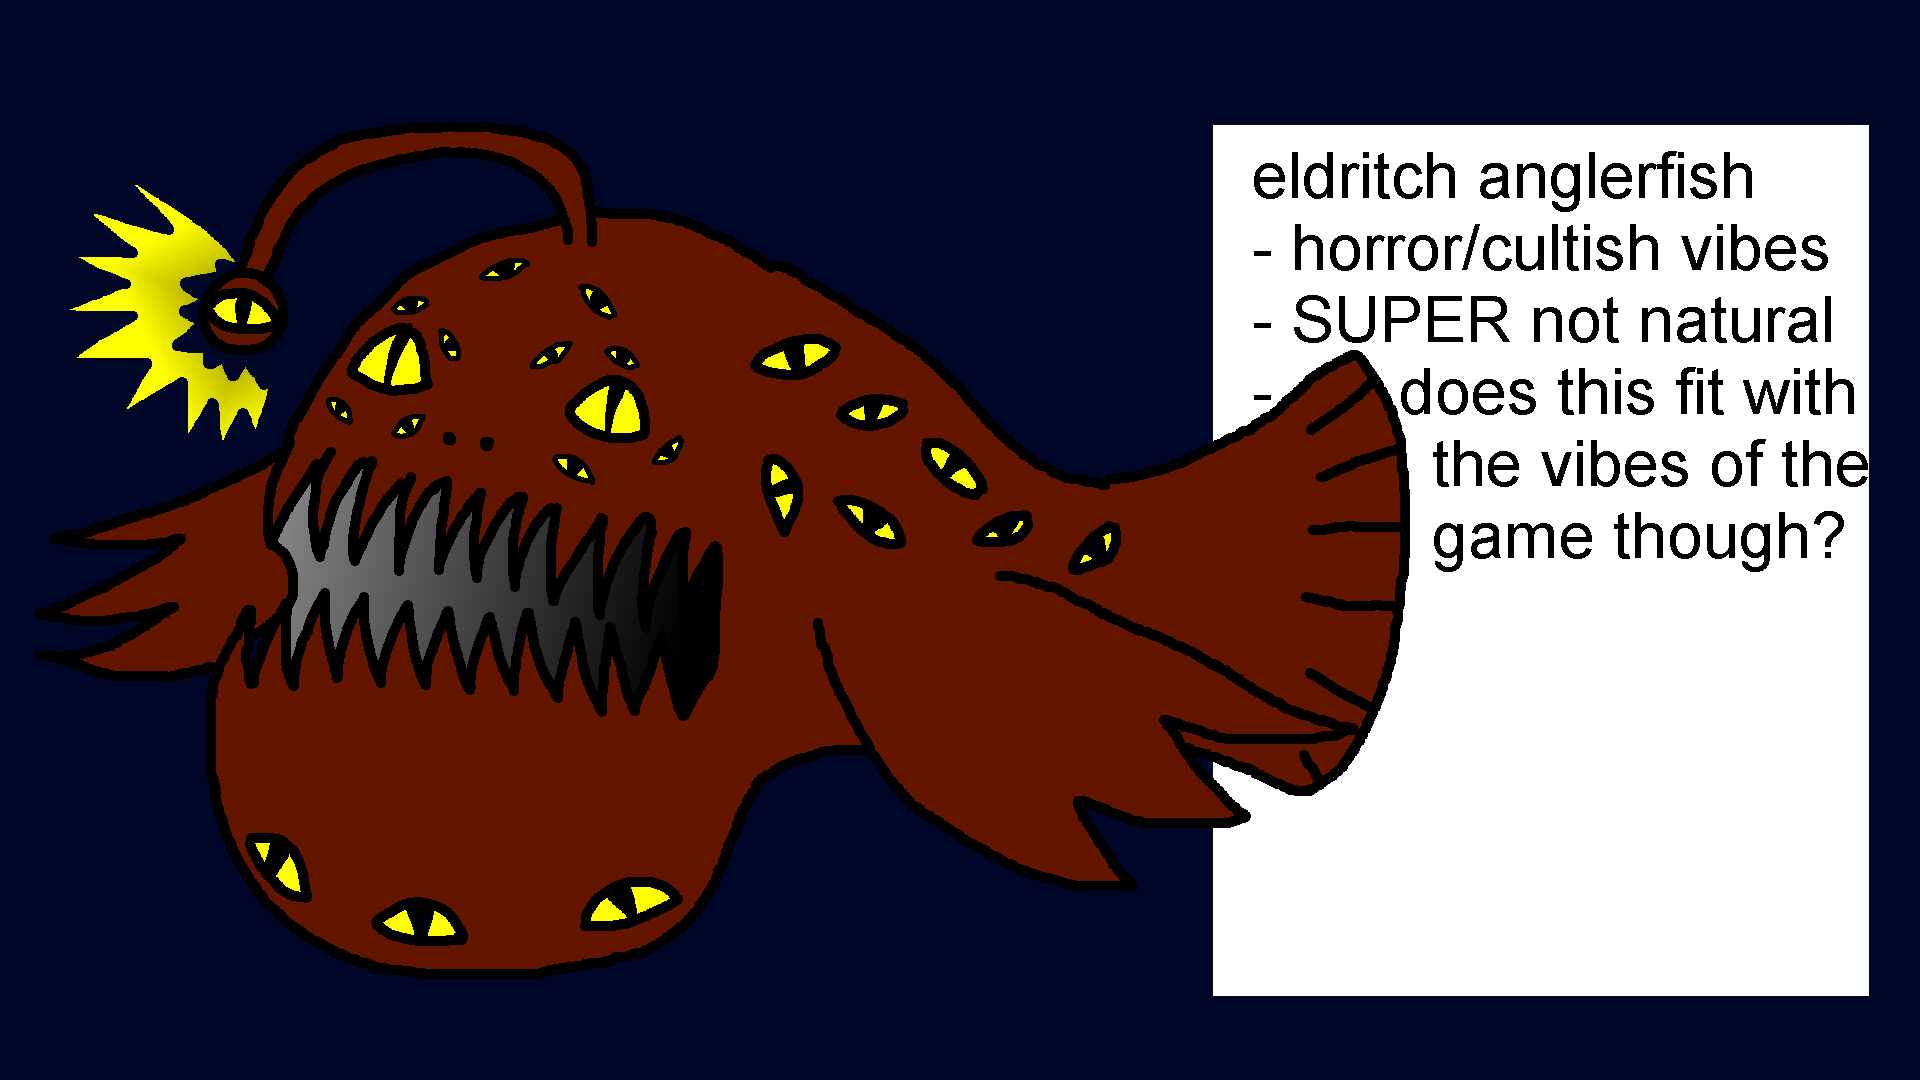 eldritch anglerfish
- horror/cultish vibes
- SUPER not natural
- does this fit with
the vibes of the
game though?